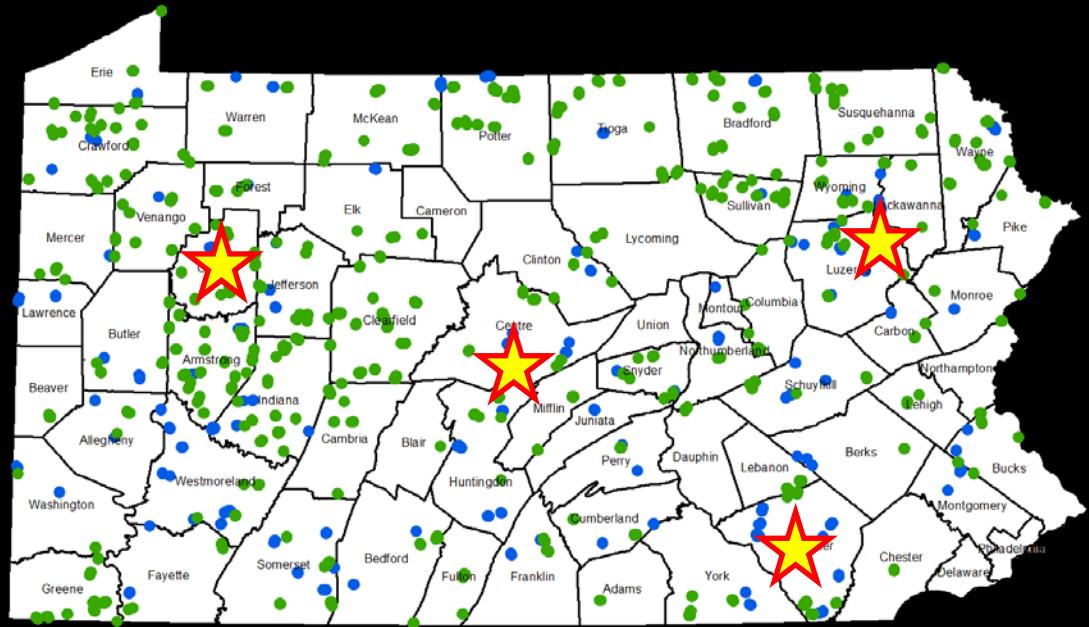 Erie
Warren
McKean
Potter
Tioga
Bradford
Susquehanna
Wayne
Crawford
Forest
Wyoming
Venango
Elk
Cameron
Sullivan
Mercer
Lycoming
Pike
Clinton
Jefferson
Monroe
Lawrence
Columbia
Clearfield
Centre
Union
Carbon
Butler
Northumberland
Armstrong
Snyder
Northampton
Beaver
Schuylkill
Indiana
Lehigh
Mifflin
Juniata
Allegheny
Cambria
Blair
Berks
Perry
Dauphin
Lebanon
Bucks
Huntingdon
Westmoreland
Washington
Montgomery
Cumberland
Philadelphia
Bedford
Somerset
Chester
Fayette
Fulton
Franklin
York
Delaware
Greene
Adams